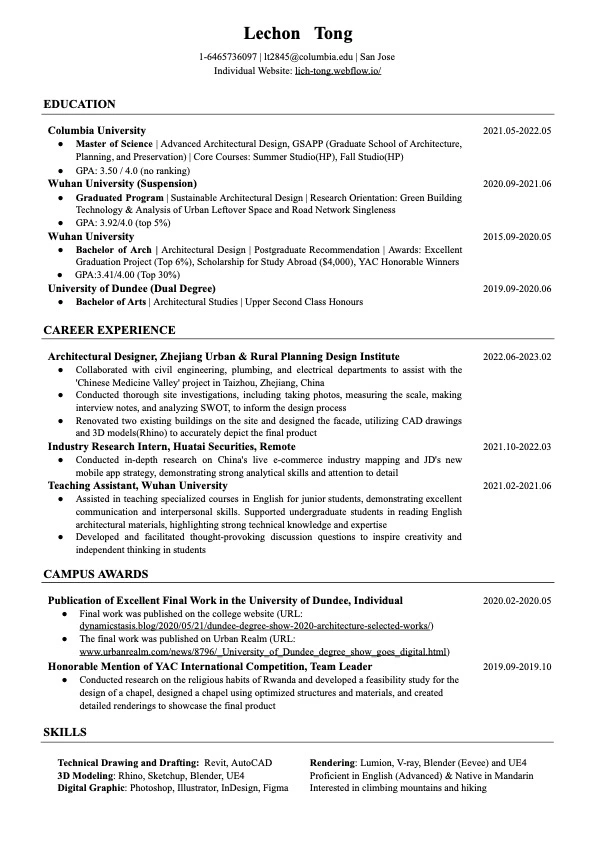 Lechon Tong
1-6465736097 | lt2845@columbia.edu | San Jose
Individual Website: lich-tong.webflow.io/
EDUCATION
Columbia University 2021.05-2022.05
● Master of Science | Advanced Architectural Design, GSAPP (Graduate School of Architecture,
Planning, and Preservation) | Core Courses: Summer Studio(HP), Fall Studio(HP)
● GPA: 3.50 / 4.0 (no ranking)
Wuhan University (Suspension) 2020.09-2021.06
● Graduated Program | Sustainable Architectural Design | Research Orientation: Green Building
Technology & Analysis of Urban Leftover Space and Road Network Singleness
● GPA: 3.92/4.0 (top 5%)
Wuhan University 2015.09-2020.05
● Bachelor of Arch | Architectural Design | Postgraduate Recommendation | Awards: Excellent
Graduation Project (Top 6%), Scholarship for Study Abroad ($4,000), YAC Honorable Winners
● GPA:3.41/4.00 (Top 30%)
University of Dundee (Dual Degree) 2019.09-2020.06
● Bachelor of Arts | Architectural Studies | Upper Second Class Honours
CAREER EXPERIENCE
Architectural Designer, Zhejiang Urban & Rural Planning Design Institute 2022.06-2023.02
● Collaborated with civil engineering, plumbing, and electrical departments to assist with the
'Chinese Medicine Valley' project in Taizhou, Zhejiang, China
● Conducted thorough site investigations, including taking photos, measuring the scale, making
interview notes, and analyzing SWOT, to inform the design process
● Renovated two existing buildings on the site and designed the facade, utilizing CAD drawings
and 3D models(Rhino) to accurately depict the final product
Industry Research Intern, Huatai Securities, Remote 2021.10-2022.03
● Conducted in-depth research on China's live e-commerce industry mapping and JD's new
mobile app strategy, demonstrating strong analytical skills and attention to detail
Teaching Assistant, Wuhan University 2021.02-2021.06
● Assisted in teaching specialized courses in English for junior students, demonstrating excellent
communication and interpersonal skills. Supported undergraduate students in reading English
architectural materials, highlighting strong technical knowledge and expertise
● Developed and facilitated thought-provoking discussion questions to inspire creativity and
independent thinking in students
CAMPUS AWARDS
Publication of Excellent Final Work in the University of Dundee, Individual 2020.02-2020.05
● Final work was published on the college website (URL:
dynamicstasis.blog/2020/05/21/dundee-degree-show-2020-architecture-selected-works/)
● The final work was published on Urban Realm (URL:
www.urbanrealm.com/news/8796/_University_of_Dundee_degree_show_goes_digital.html)
Honorable Mention of YAC International Competition, Team Leader 2019.09-2019.10
● Conducted research on the religious habits of Rwanda and developed a feasibility study for the
design of a chapel, designed a chapel using optimized structures and materials, and created
detailed renderings to showcase the final product
SKILLS
Technical Drawing and Drafting: Revit, AutoCAD
3D Modeling: Rhino, Sketchup, Blender, UE4
Digital Graphic: Photoshop, Illustrator, InDesign, Figma
Rendering: Lumion, V-ray, Blender (Eevee) and UE4
Proficient in English (Advanced) & Native in Mandarin
Interested in climbing mountains and hiking